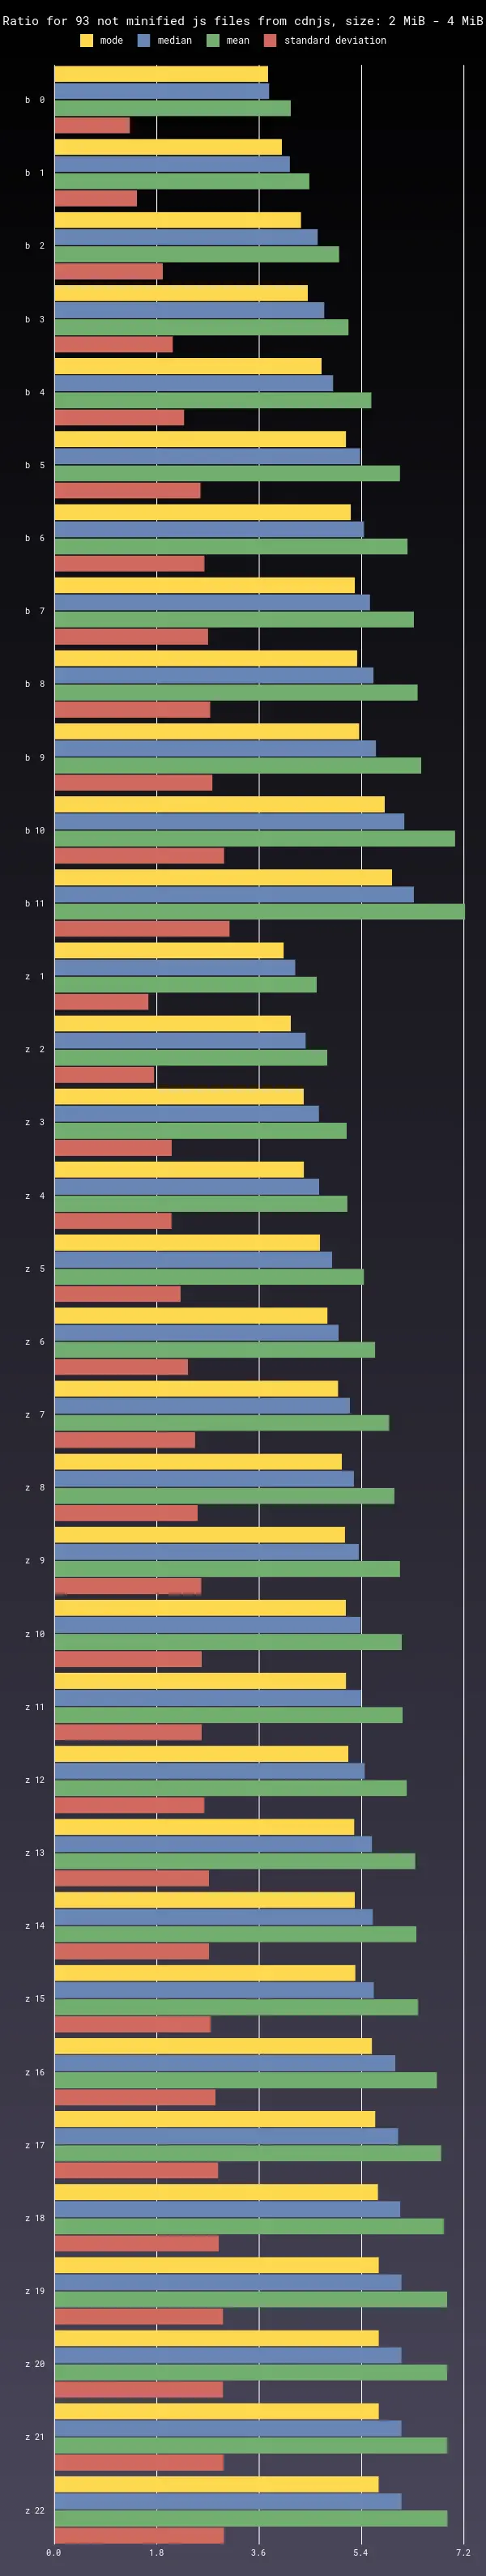 Ratio for 93 not minified js files from cdnjs, size: 2 MiB - 4 MiB
mode median mean standard deviation
b 0
b 1
b 2
b 3
b 4
b 5
b 6
b 7
b 8
b 9
b 10
b 11
z 1
z 2
z 3
z 4
z 5
z 6
z 7
z 8
z 9
z 10
z 11
z 12
z 13
z 14
z 15
z 16
z 17
z 18
z 19
z 20
z 21
z 22
0.0 1.8 3.6 5.4 7.2